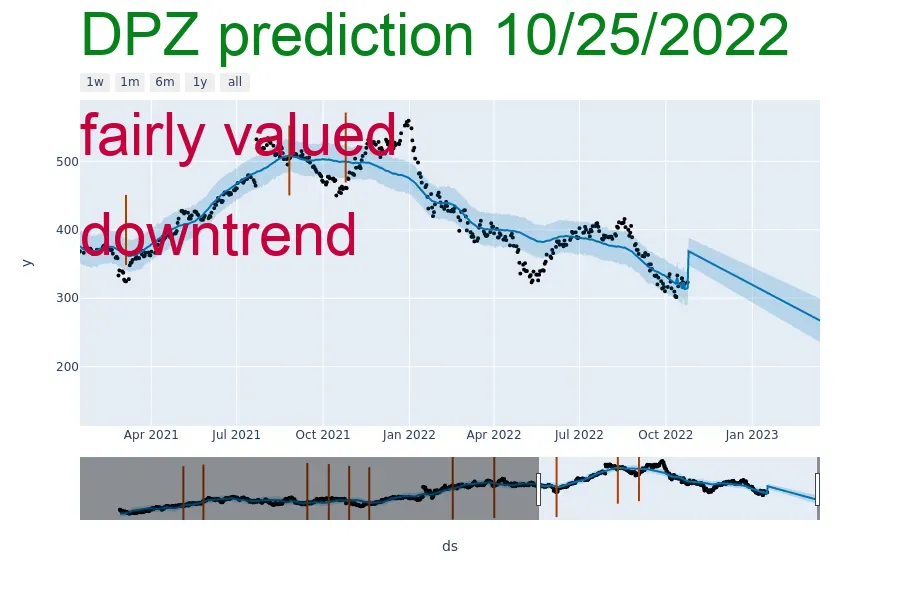 DPZ prediction 10/25/2022
1w 1m 6m 1y all
fairly valued
500
downtrend
400
y
300
200
Apr 2021 Jul 2021 Oct 2021 Jan 2022 Apr 2022 Jul 2022 Oct 2022 Jan 2023
ds